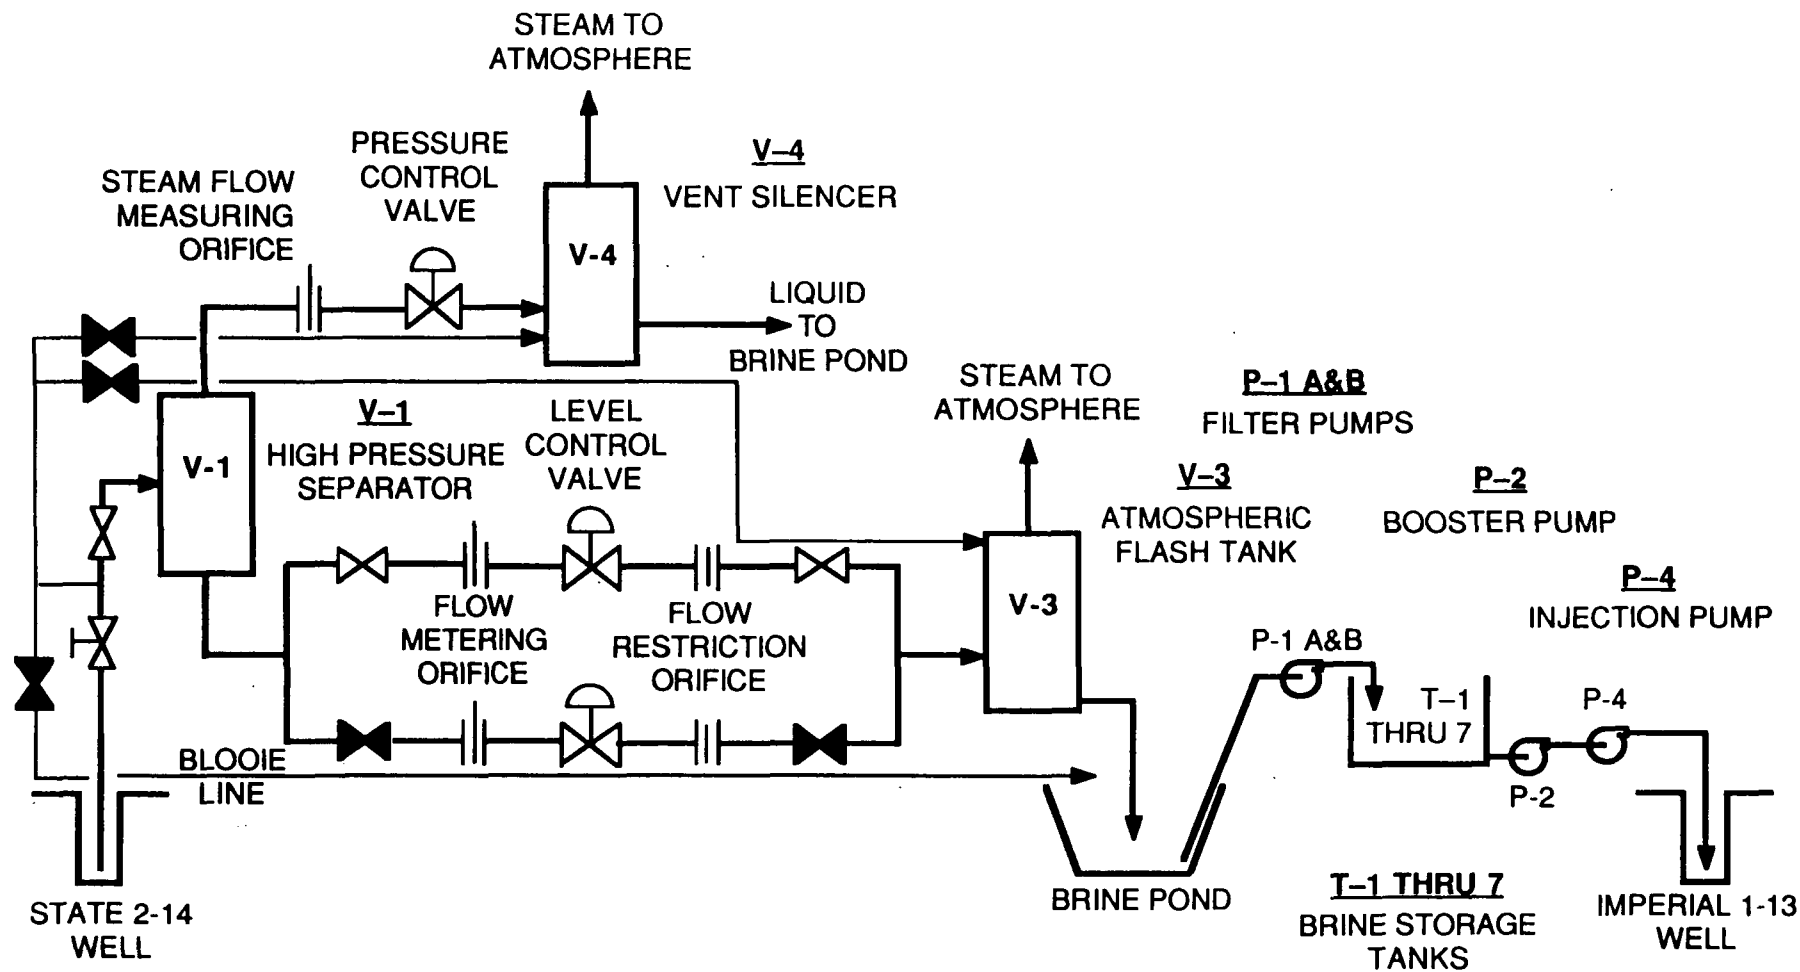 STEAM TO
ATMOSPHERE
PRESSURE
CONTROL
VALVE
V–4
VENT SILENCER
STEAM FLOW
MEASURING
ORIFICE
V-4
LIQUID
TO
BRINE POND
STEAM TO
ATMOSPHERE
P–1 A&B
FILTER PUMPS
V–1
HIGH PRESSURE
SEPARATOR
LEVEL
CONTROL
VALVE
V-1
V–3
ATMOSPHERIC
FLASH TANK
P–2
BOOSTER PUMP
P–4
INJECTION PUMP
FLOW
METERING
ORIFICE
FLOW
RESTRICTION
ORIFICE
V-3
P-1 A&B
T–1
THRU 7
P-4
P-2
BLOOIE
LINE
STATE 2-14
WELL
BRINE POND
T–1 THRU 7
BRINE STORAGE
TANKS
IMPERIAL 1-13
WELL